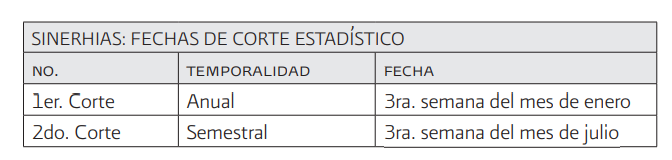 SINERHIAS: FECHAS DE CORTE ESTADÍSTICO
NO. TEMPORALIDAD FECHA
1er. Corte Anual 3ra. semana del mes de enero
2do. Corte Semestral 3ra. semana del mes de julio